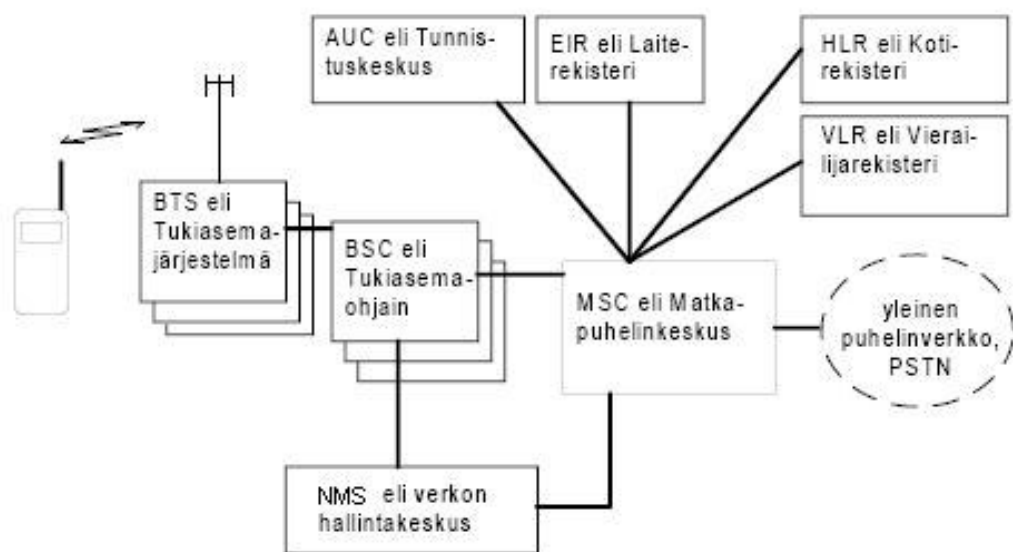 AUC eli Tunnis-
tuskeskus
EIR eli Laite-
rekisteri
HLR eli Koti-
rekisteri
VLR eli Vierai-
lijarekisteri
BTS eli
Tukiasema-
järjestelmä
BSC eli
Tukiasema-
ohjain
MSC eli Matka-
puhelinkeskus
yleinen
puhelinverkko,
PSTN
NMS eli verkon
hallintakeskus